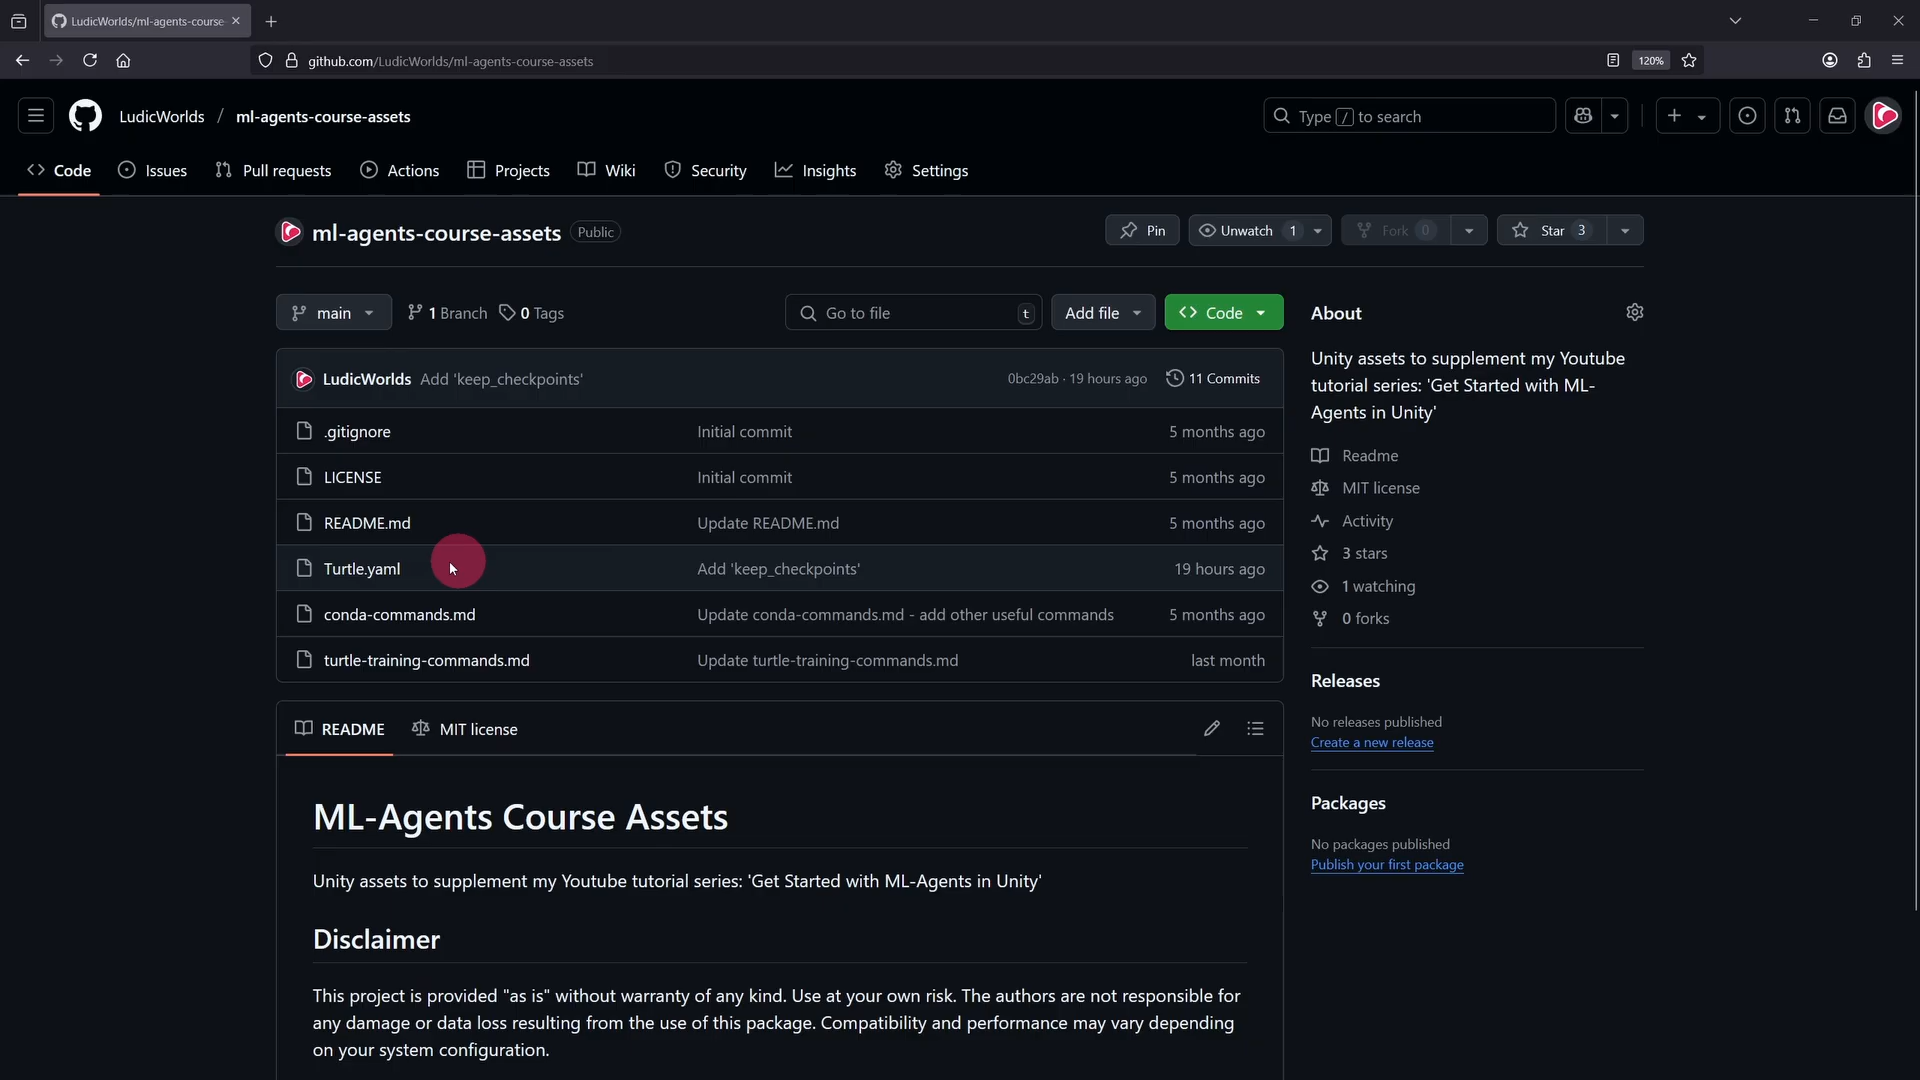 LudicWorlds/ml-agents-course
github.com/LudicWorlds/ml-agents-course-assets
120%
LudicWorlds / ml-agents-course-assets
Type / to search
Code
Issues
Pull requests
Actions
Projects
Wiki
Security
Insights
Settings
ml-agents-course-assets Public
Pin
Unwatch 1
Fork 0
Star 3
main
1 Branch
0 Tags
Go to file t
Add file
Code
LudicWorlds Add 'keep_checkpoints'
0bc29ab · 19 hours ago
11 Commits
.gitignore Initial commit 5 months ago
LICENSE Initial commit 5 months ago
README.md Update README.md 5 months ago
Turtle.yaml Add 'keep_checkpoints' 19 hours ago
conda-commands.md Update conda-commands.md - add other useful commands 5 months ago
turtle-training-commands.md Update turtle-training-commands.md last month
README
MIT license
ML-Agents Course Assets
Unity assets to supplement my Youtube tutorial series: 'Get Started with ML-Agents in Unity'
Disclaimer
This project is provided "as is" without warranty of any kind. Use at your own risk. The authors are not responsible for
any damage or data loss resulting from the use of this package. Compatibility and performance may vary depending
on your system configuration.
About
Unity assets to supplement my Youtube
tutorial series: 'Get Started with ML-
Agents in Unity'
Readme
MIT license
Activity
3 stars
1 watching
0 forks
Releases
No releases published
Create a new release
Packages
No packages published
Publish your first package